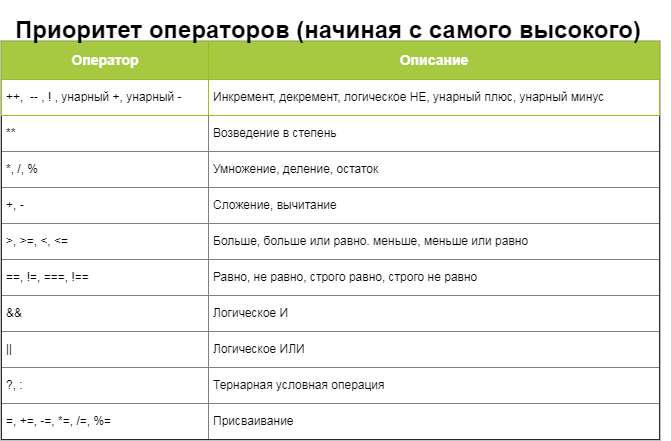 Приоритет операторов (начиная с самого высокого)
Оператор Описание
++, -- , ! , унарный +, унарный - Инкремент, декремент, логическое НЕ, унарный плюс, унарный минус
** Возведение в степень
*, /, % Умножение, деление, остаток
+, - Сложение, вычитание
>, >=, <, <= Больше, больше или равно. меньше, меньше или равно
==, !=, ===, !== Равно, не равно, строго равно, строго не равно
&& Логическое И
|| Логическое ИЛИ
?, : Тернарная условная операция
=, +=, -=, *=, /=, %= Присваивание